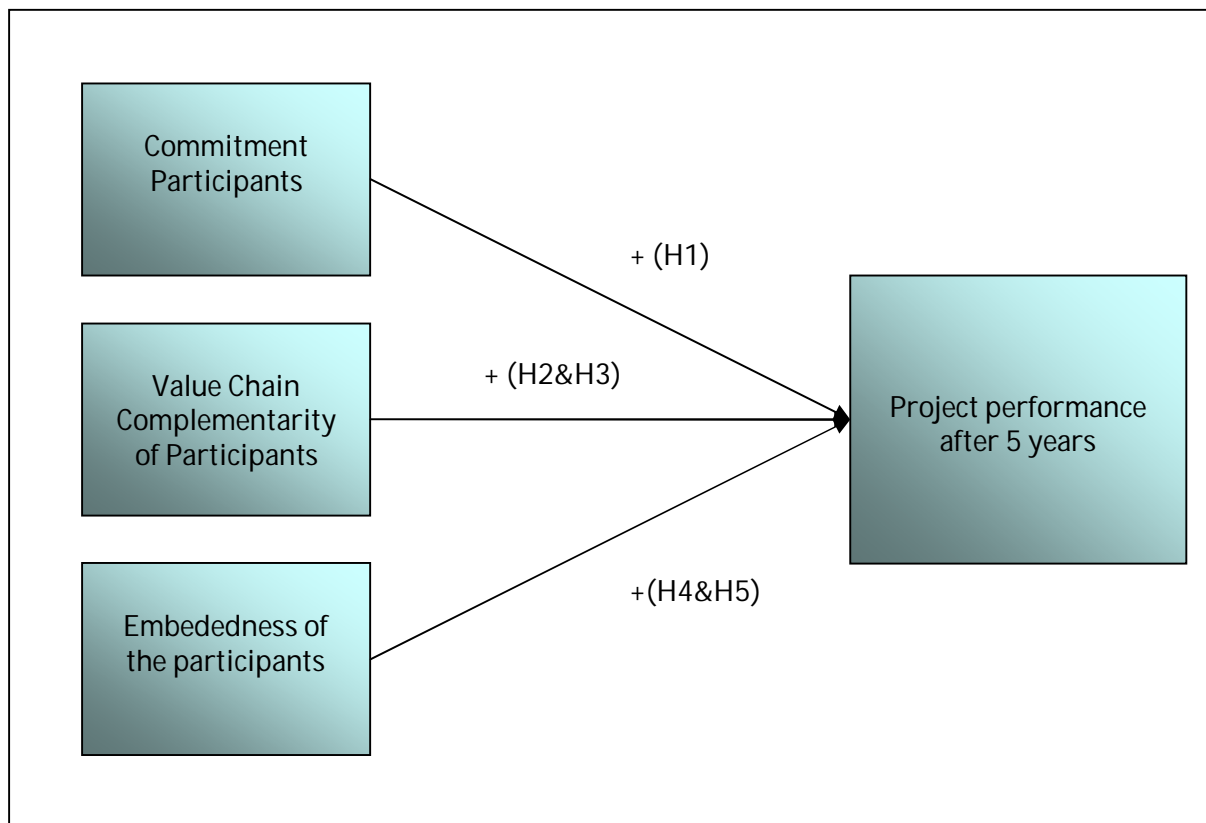 Commitment
Participants
+ (H1)
Value Chain
Complementarity
of Participants
+ (H2&H3)
Project performance
after 5 years
Embededness of
the participants
+(H4&H5)